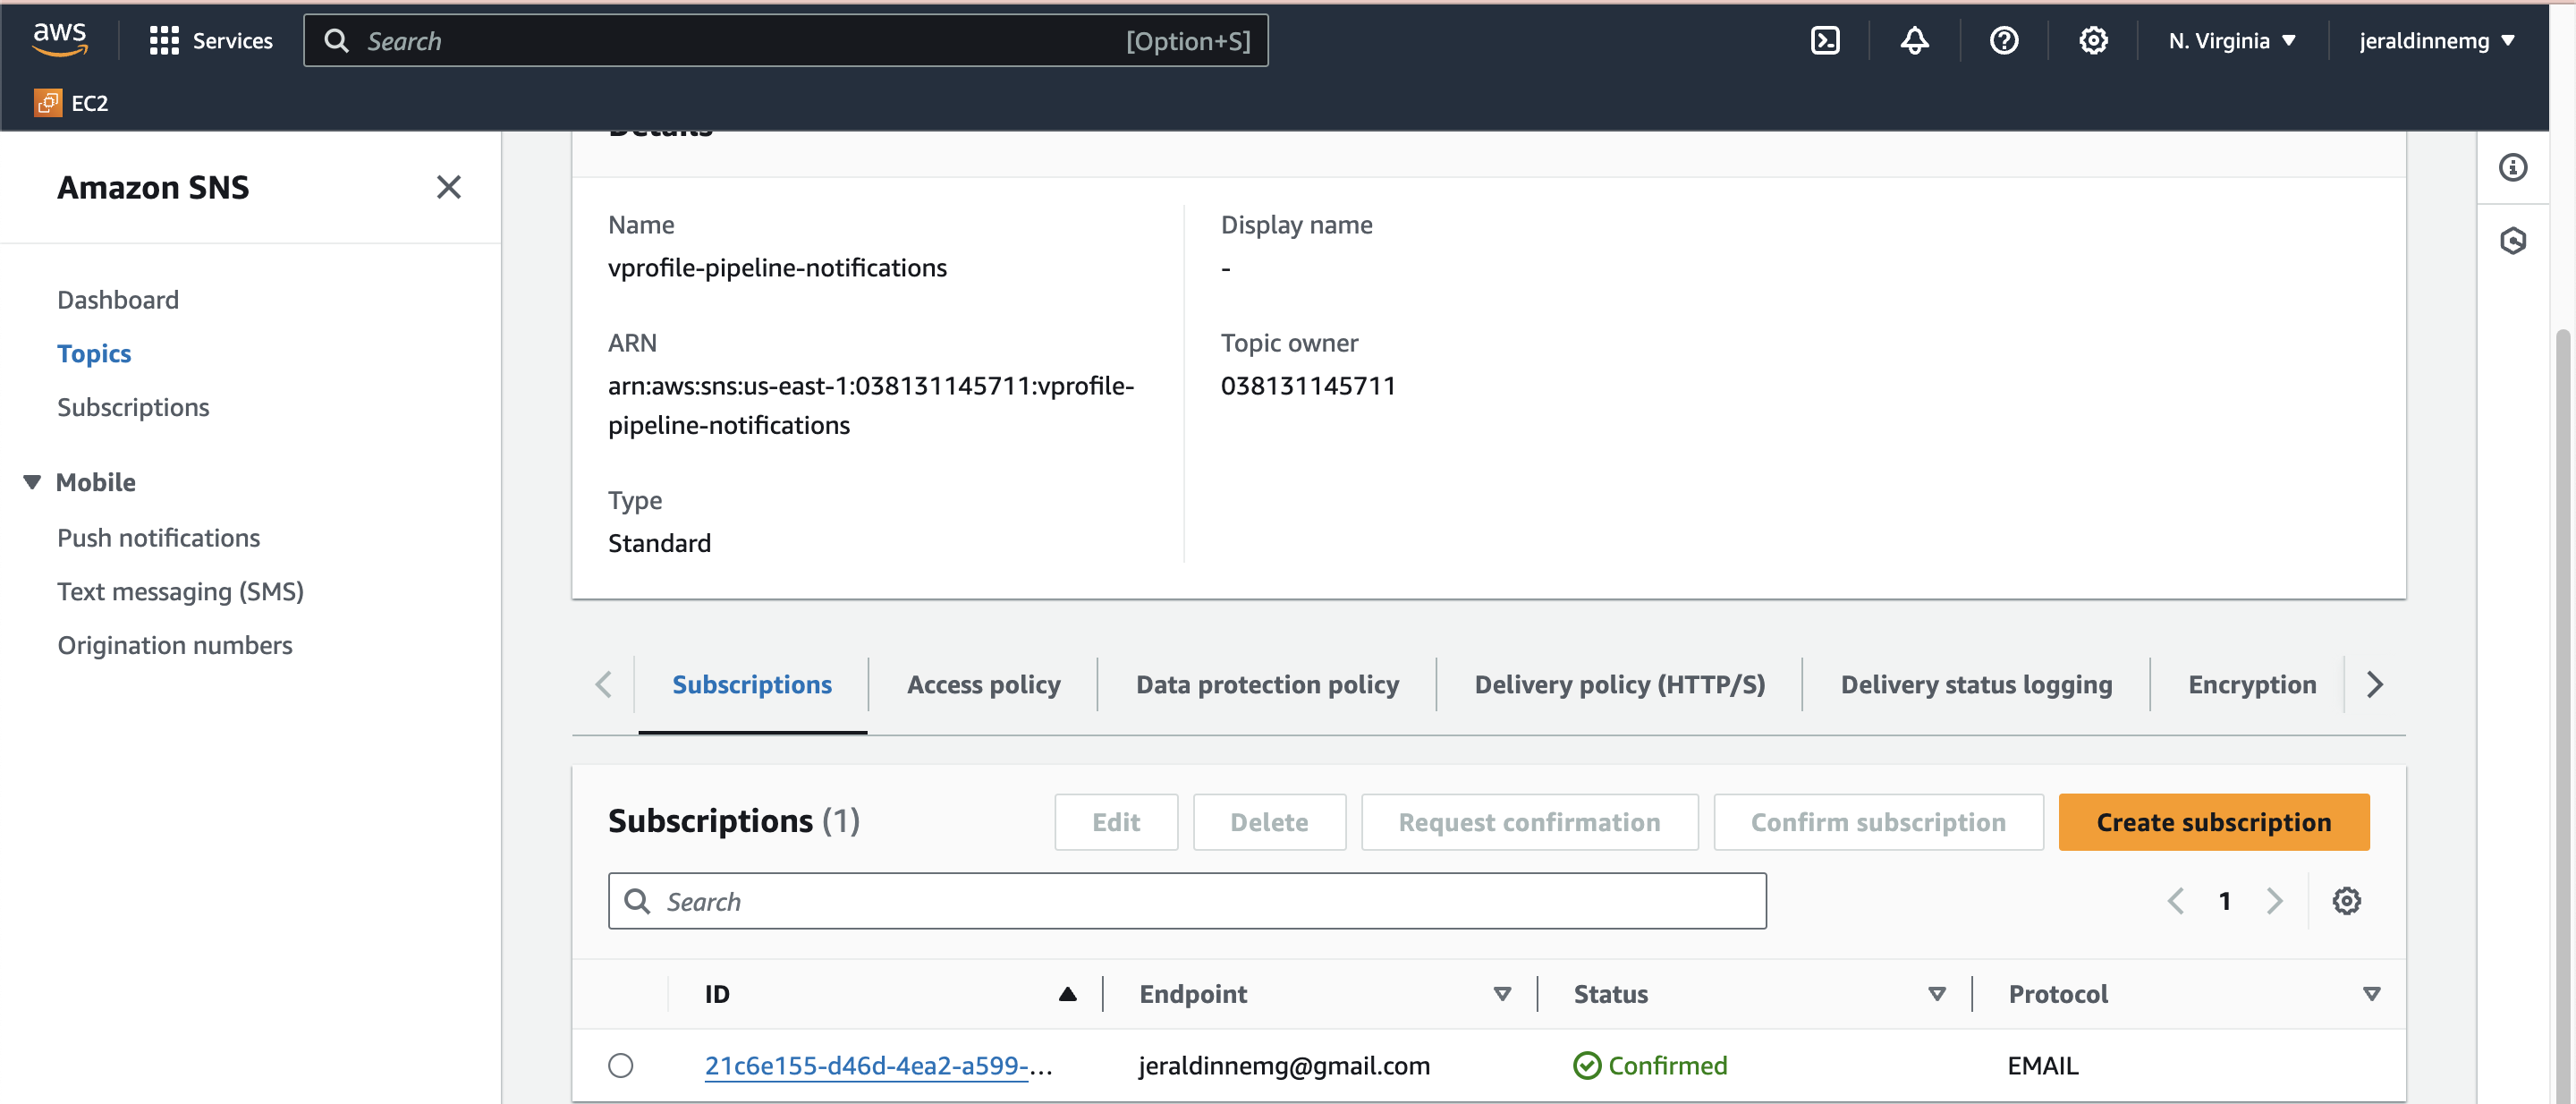 aws
Services
Search
[Option+S]
N. Virginia
jeraldinnemg
EC2
Amazon SNS
Dashboard
Topics
Subscriptions
Mobile
Push notifications
Text messaging (SMS)
Origination numbers
Details
Name
vprofile-pipeline-notifications
ARN
arn:aws:sns:us-east-1:038131145711:vprofile-
pipeline-notifications
Type
Standard
Display name
-
Topic owner
038131145711
Subscriptions
Access policy
Data protection policy
Delivery policy (HTTP/S)
Delivery status logging
Encryption
Subscriptions (1)
Edit
Delete
Request confirmation
Confirm subscription
Create subscription
Search
1
ID
Endpoint
Status
Protocol
21c6e155-d46d-4ea2-a599-...
jeraldinnemg@gmail.com
Confirmed
EMAIL